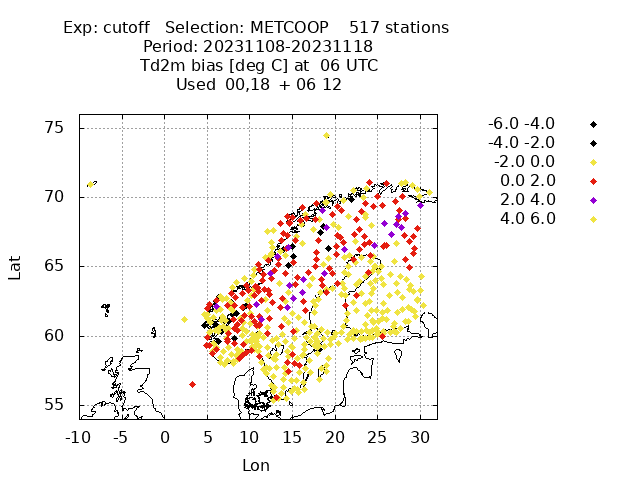 Exp: cutoff   Selection: METCOOP    517 stations
Period: 20231108-20231118
Td2m bias [deg C] at  06 UTC
Used  00,18  + 06 12
-6.0 -4.0
-4.0 -2.0
-2.0 0.0
0.0 2.0
2.0 4.0
4.0 6.0
75
70
65
60
55
Lat
-10 -5 0 5 10 15 20 25 30
Lon